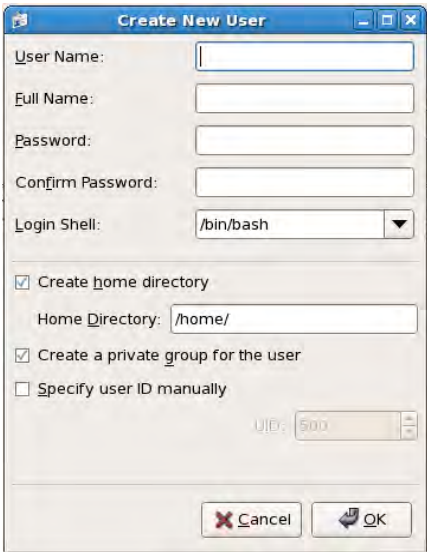 Create New User
User Name:
Full Name:
Password:
Confirm Password:
Login Shell: /bin/bash
Create home directory
Home Directory: /home/
Create a private group for the user
Specify user ID manually
UID: 500
Cancel OK